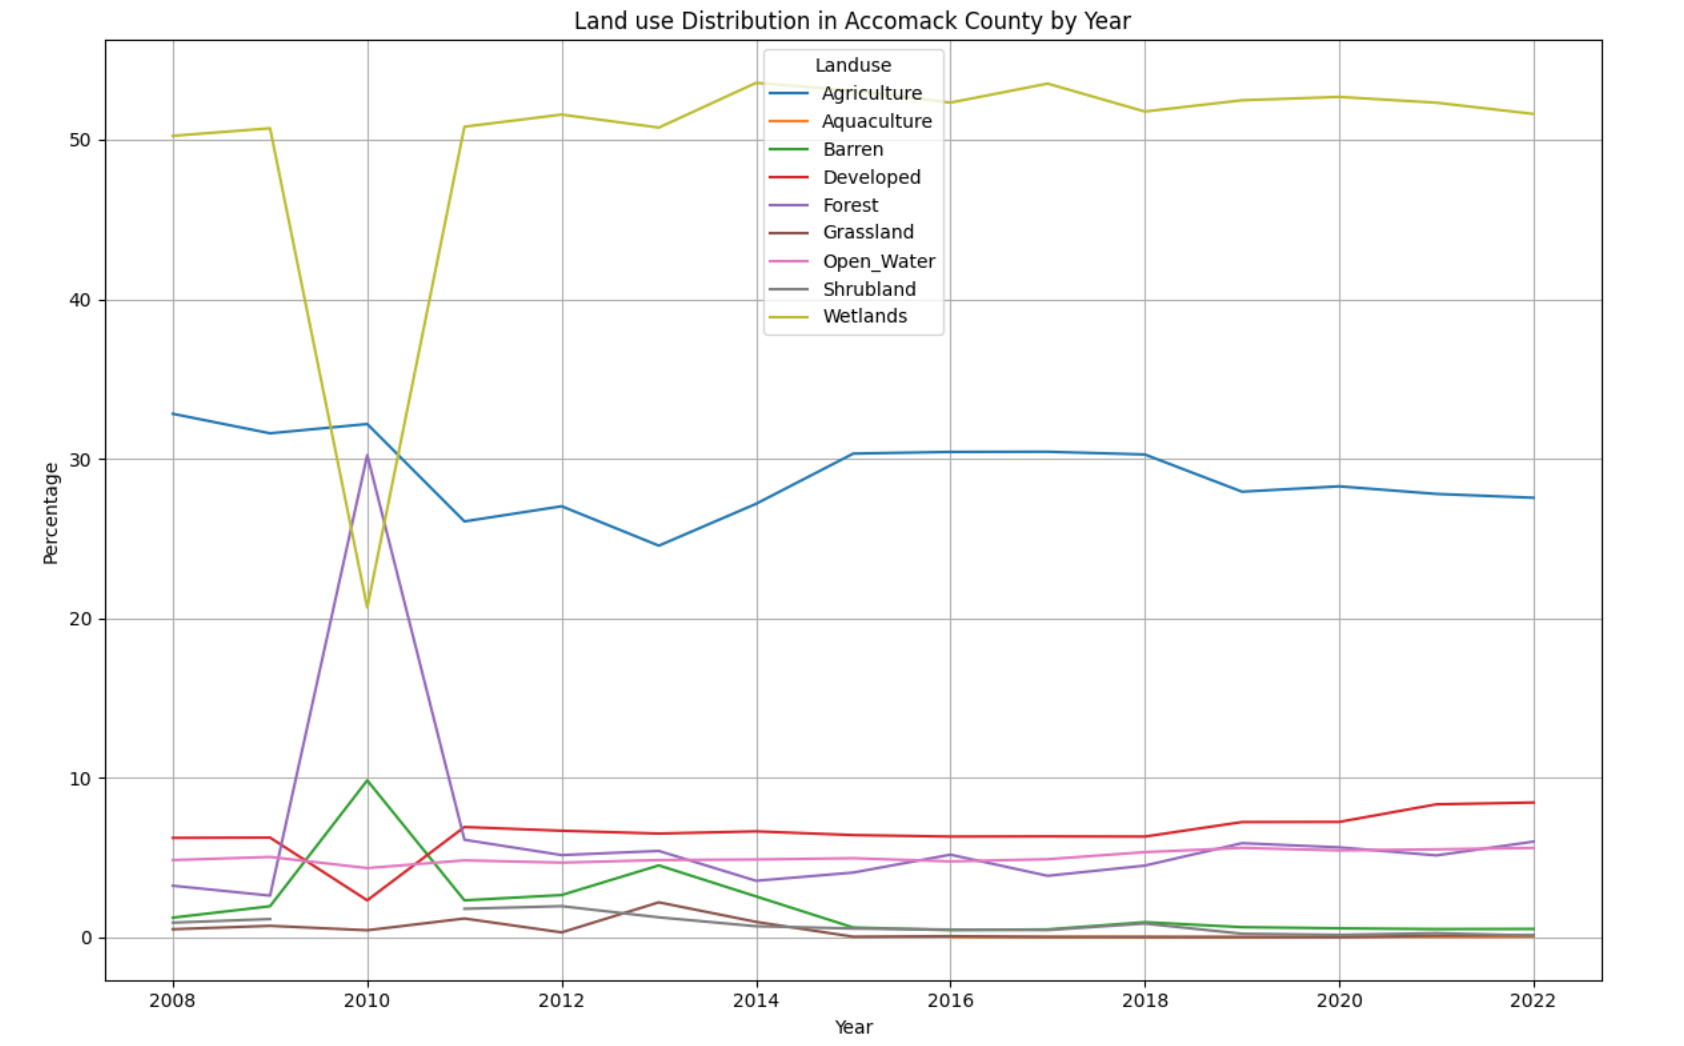 Land use Distribution in Accomack County by Year
Landuse
Agriculture
Aquaculture
Barren
Developed
Forest
Grassland
Open_Water
Shrubland
Wetlands
50
40
30
20
10
0
Percentage
2008 2010 2012 2014 2016 2018 2020 2022
Year